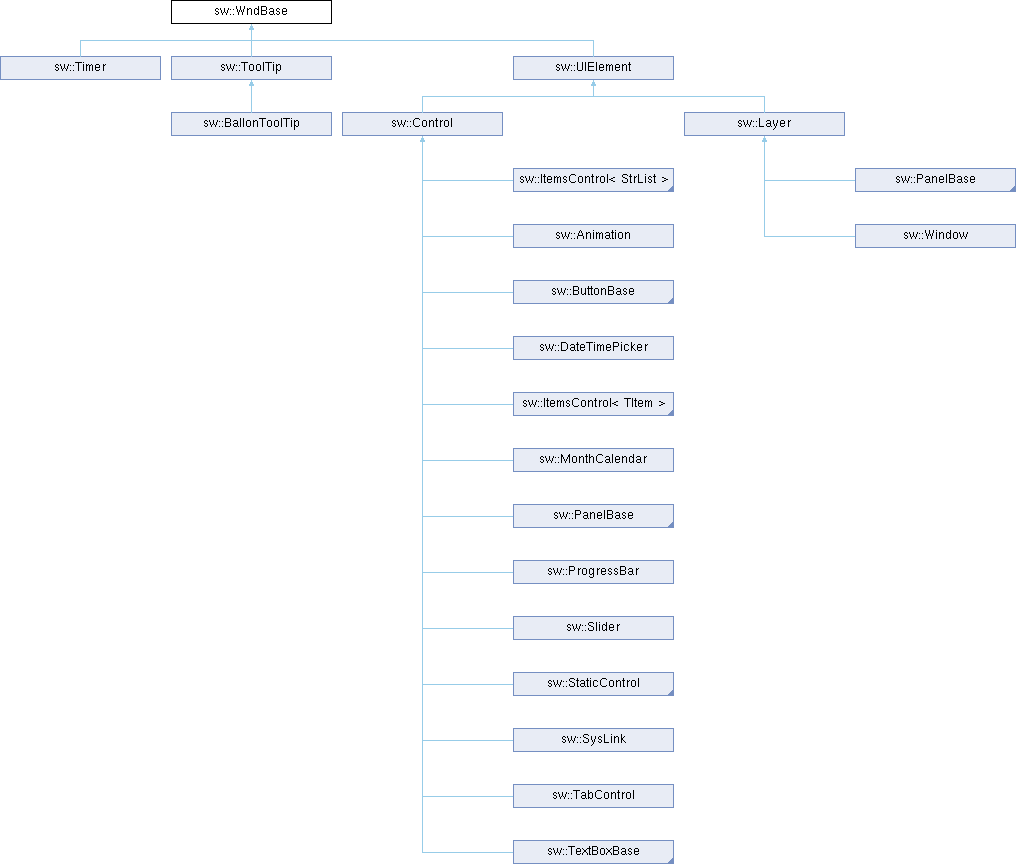 sw::WndBase
sw::Timer
sw::ToolTip
sw::UIElement
sw::BallonToolTip
sw::Control
sw::Layer
sw::ItemsControl< StrList >
sw::PanelBase
sw::Animation
sw::Window
sw::ButtonBase
sw::DateTimePicker
sw::ItemsControl< TItem >
sw::MonthCalendar
sw::PanelBase
sw::ProgressBar
sw::Slider
sw::StaticControl
sw::SysLink
sw::TabControl
sw::TextBoxBase